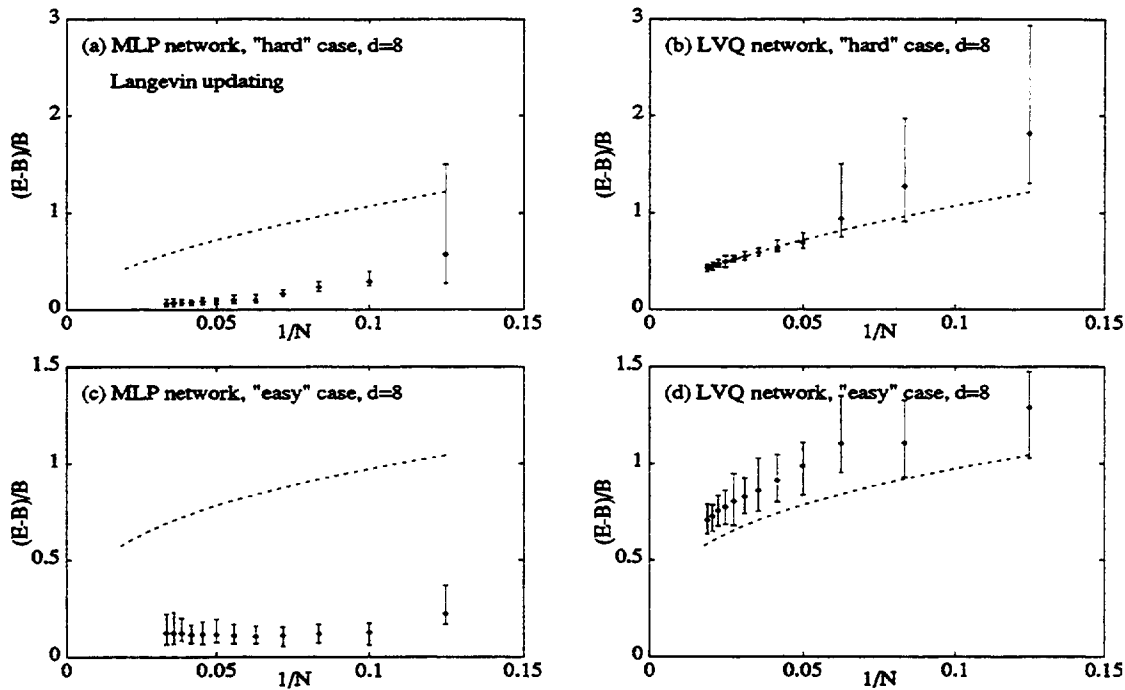 3
(a) MLP network, "hard" case, d=8
Langevin updating
2
(E-B)/B
1
0
0
0.05
0.1
0.15
1/N
3
(b) LVQ network, "hard" case, d=8
2
(E-B)/B
1
0
0
0.05
0.1
0.15
1/N
1.5
(c) MLP network, "easy" case, d=8
1
(E-B)/B
0.5
0
0
0.05
0.1
0.15
1/N
1.5
(d) LVQ network, "easy" case, d=8
1
(E-B)/B
0.5
0
0
0.05
0.1
0.15
1/N